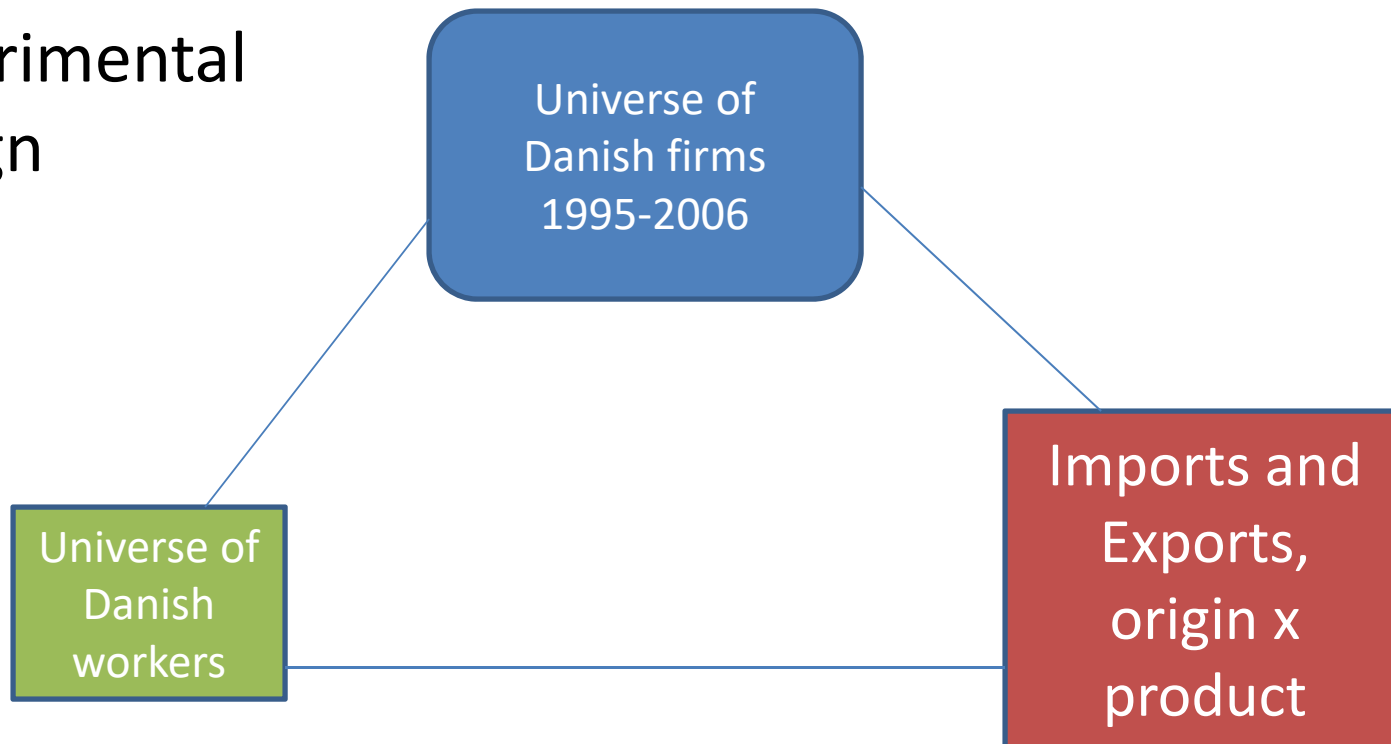 rimental
gn
Universe of
Danish firms
1995-2006
Universe of
Danish
workers
Imports and
Exports,
origin x
product